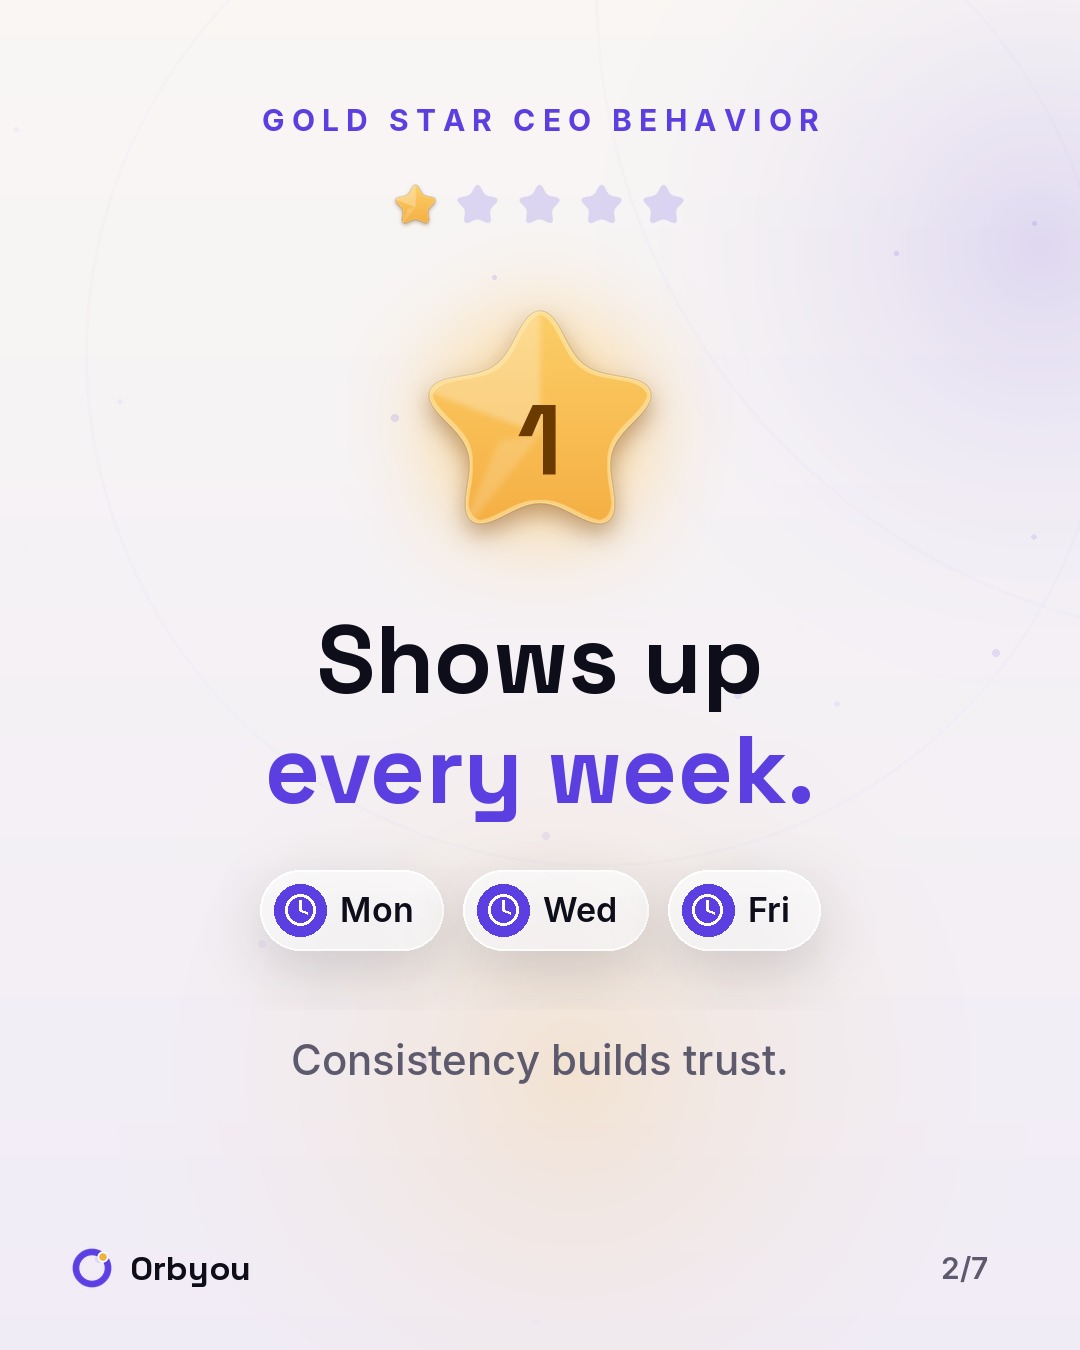 GOLD STAR CEO BEHAVIOR
1
Shows up
every week.
Mon Wed Fri
Consistency builds trust.
Orbyou 2/7